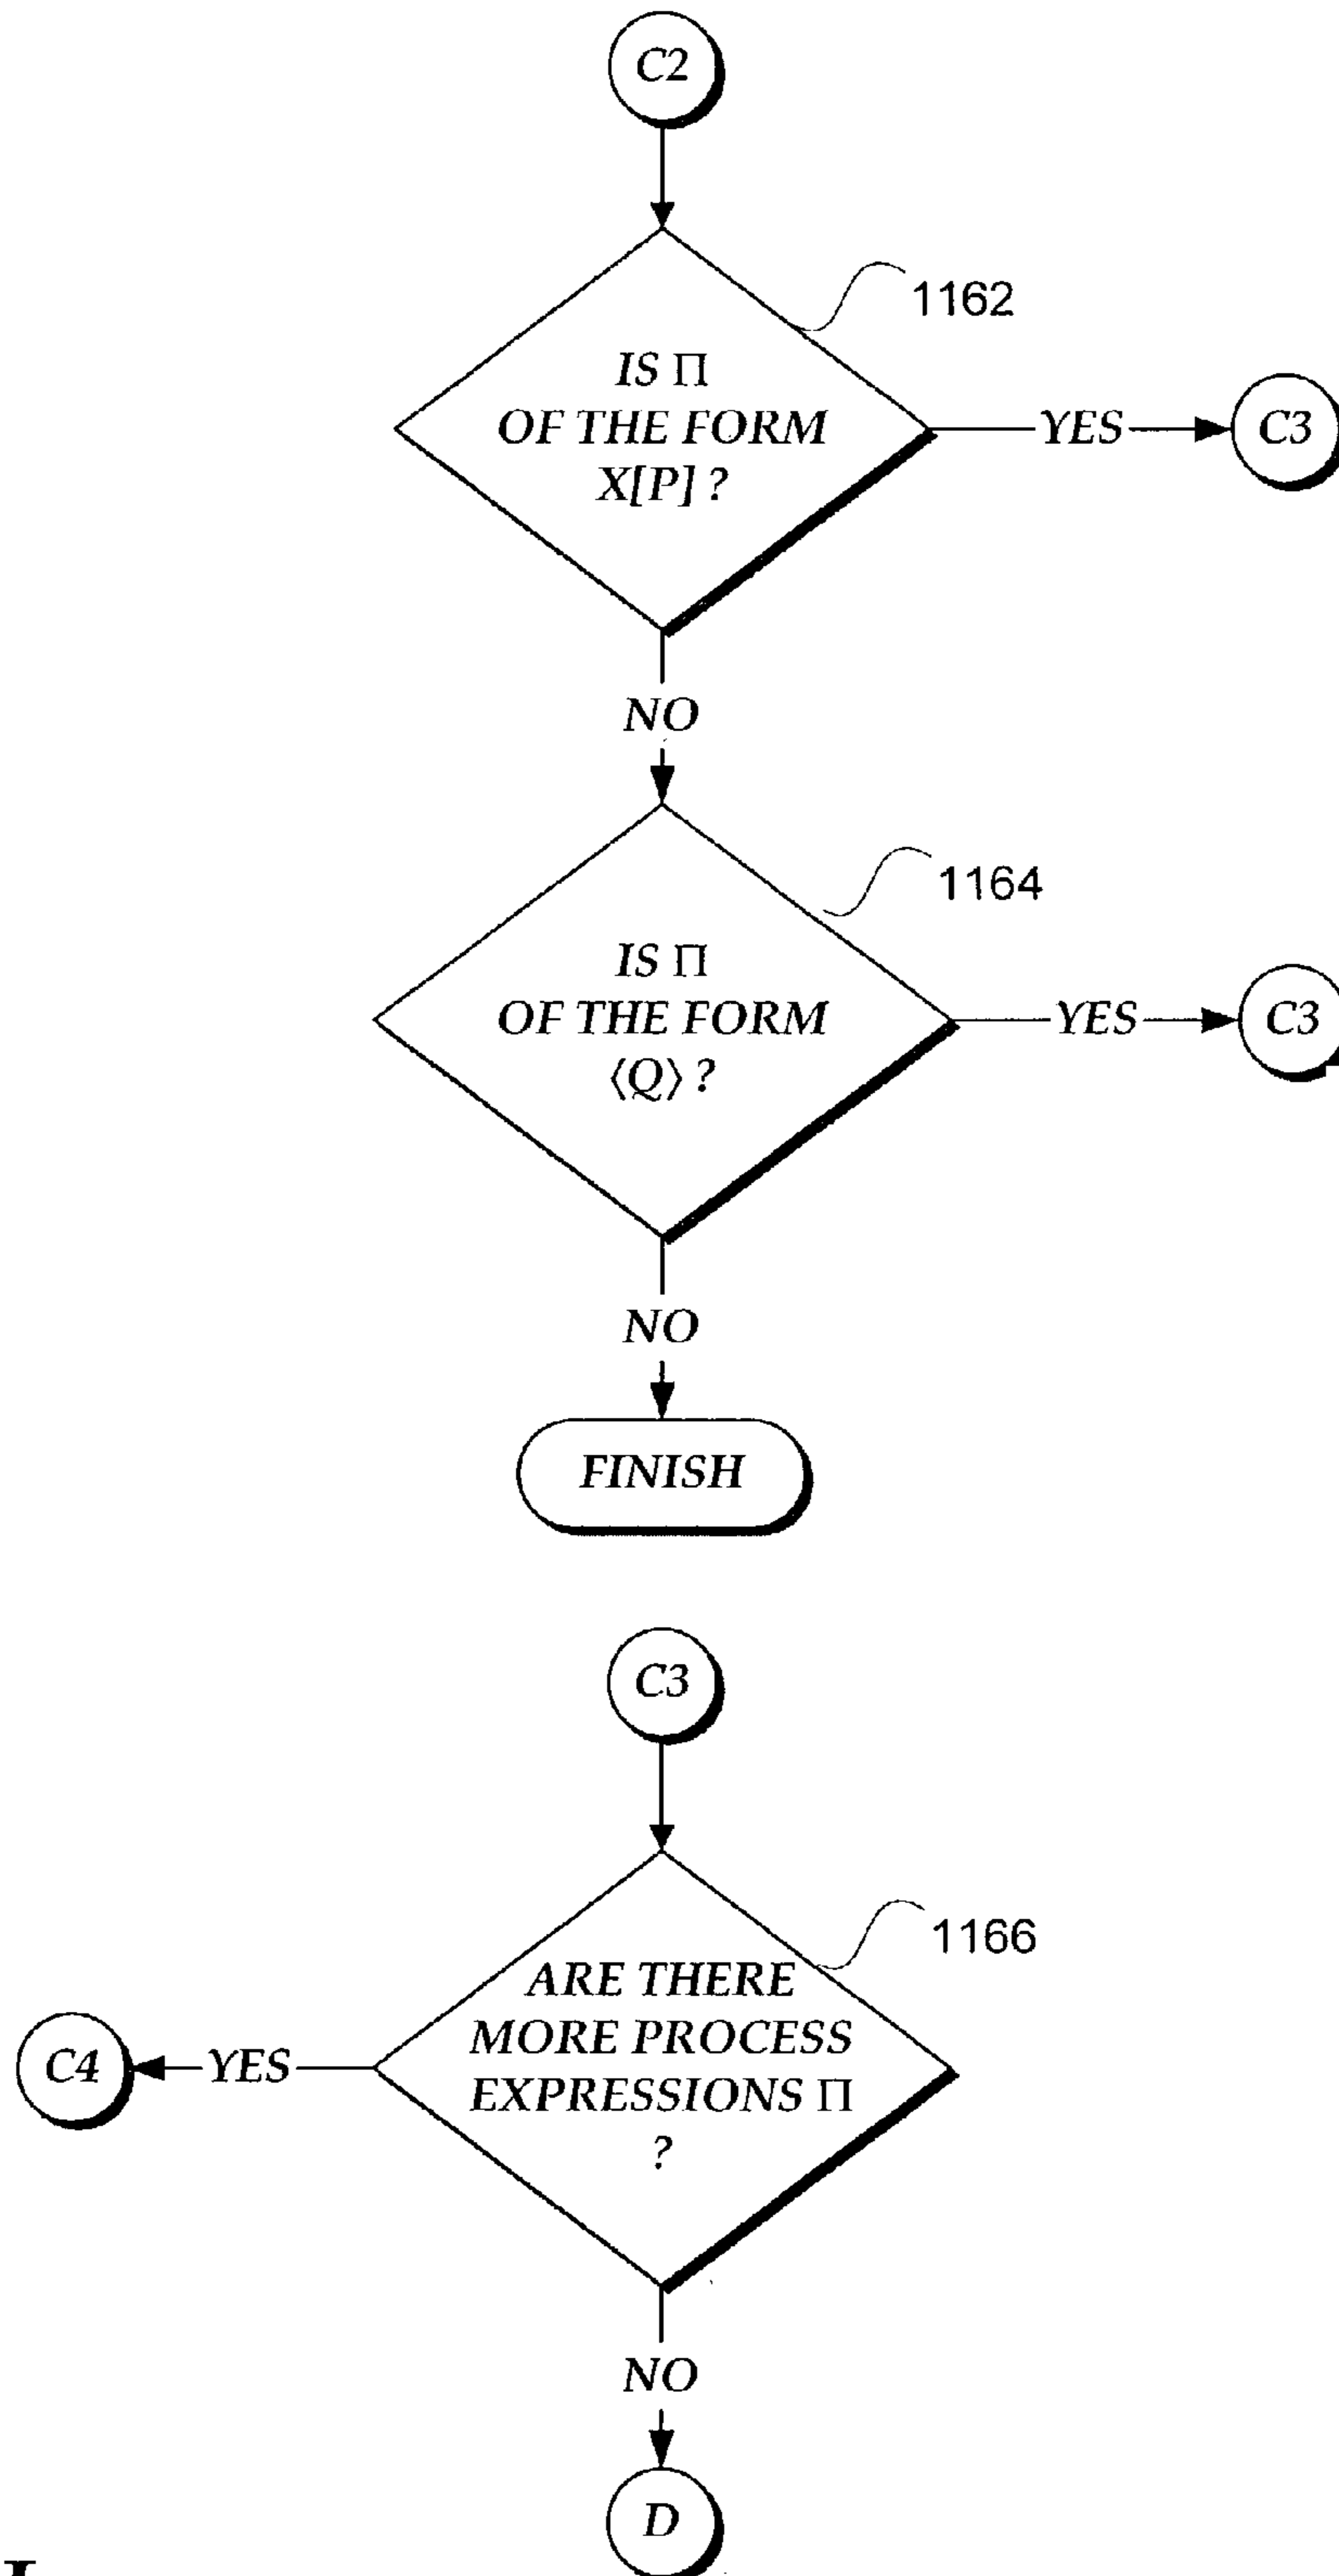 C2
1162
IS Π
OF THE FORM
X[P] ?
YES
C3
NO
1164
IS Π
OF THE FORM
⟨Q⟩ ?
YES
C3
NO
FINISH
C3
1166
ARE THERE
MORE PROCESS
EXPRESSIONS Π
?
YES
C4
NO
D